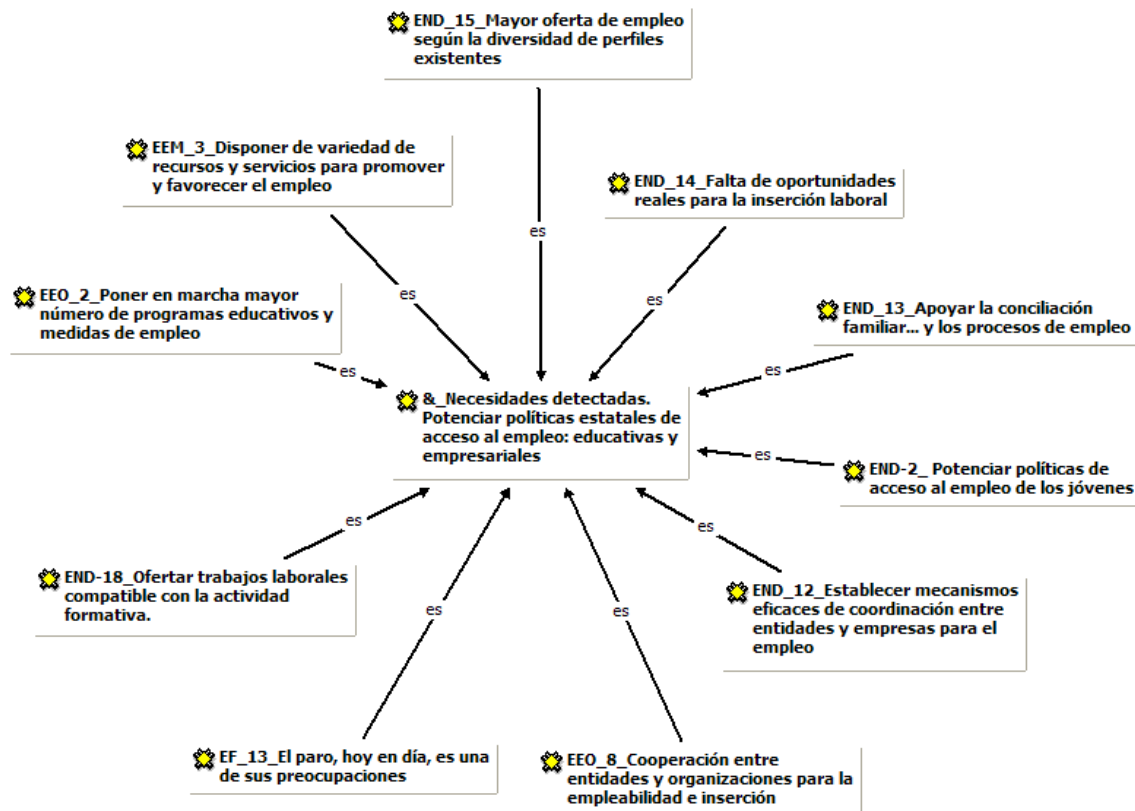 END_15_Mayor oferta de empleo
según la diversidad de perfiles
existentes
EEM_3_Disponer de variedad de
recursos y servicios para promover
y favorecer el empleo
END_14_Falta de oportunidades
reales para la inserción laboral
es
es
es
EEO_2_Poner en marcha mayor
número de programas educativos y
medidas de empleo
END_13_Apoyar la conciliación
familiar... y los procesos de empleo
es
es
&_Necesidades detectadas.
Potenciar políticas estatales de
acceso al empleo: educativas y
empresariales
es
END-2_ Potenciar políticas de
acceso al empleo de los jóvenes
es
es
END-18_Ofertar trabajos laborales
compatible con la actividad
formativa.
END_12_Establecer mecanismos
eficaces de coordinación entre
entidades y empresas para el
empleo
es
es
EF_13_El paro, hoy en día, es una
de sus preocupaciones
EEO_8_Cooperación entre
entidades y organizaciones para la
empleabilidad e inserción